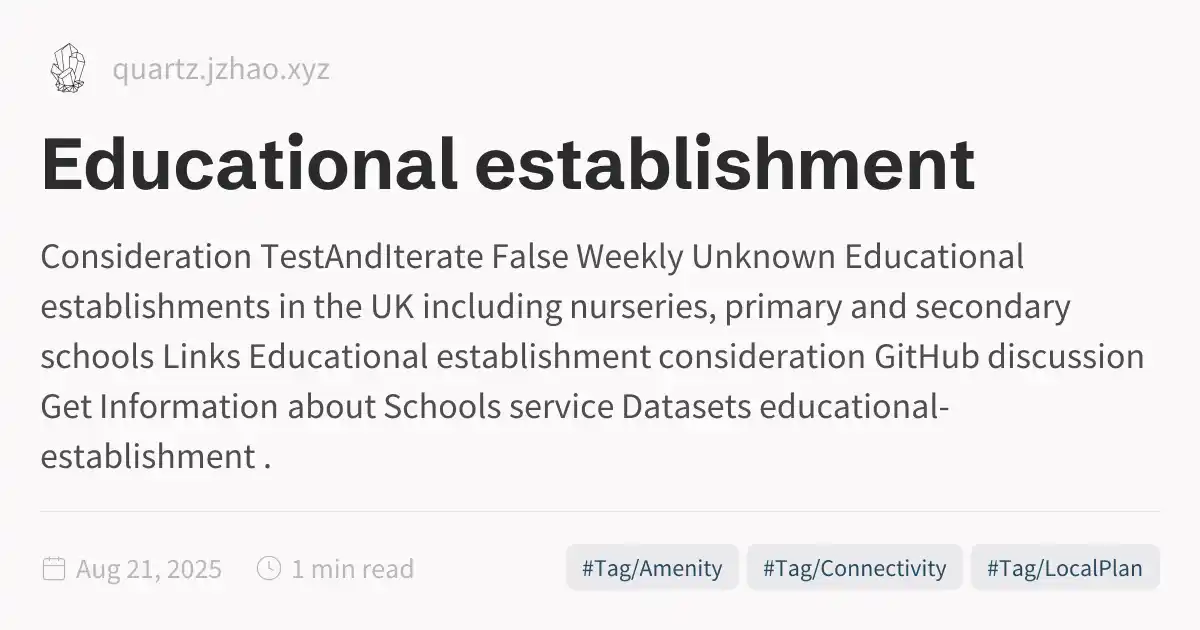 quartz.jzhao.xyz
Educational establishment
Consideration TestAndIterate False Weekly Unknown Educational
establishments in the UK including nurseries, primary and secondary
schools Links Educational establishment consideration GitHub discussion
Get Information about Schools service Datasets educational-
establishment .
Aug 21, 2025 1 min read #Tag/Amenity #Tag/Connectivity #Tag/LocalPlan